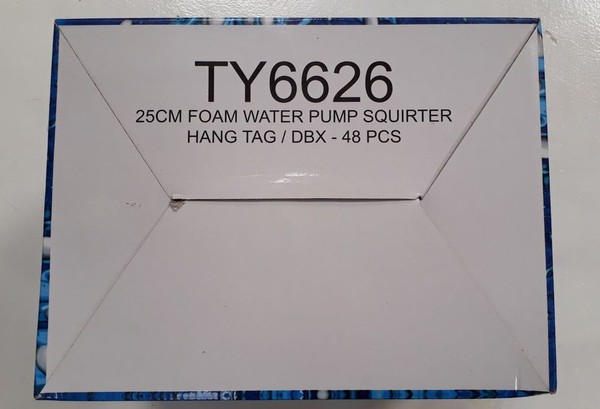 TY6626
25CM FOAM WATER PUMP SQUIRTER
HANG TAG / DBX - 48 PCS